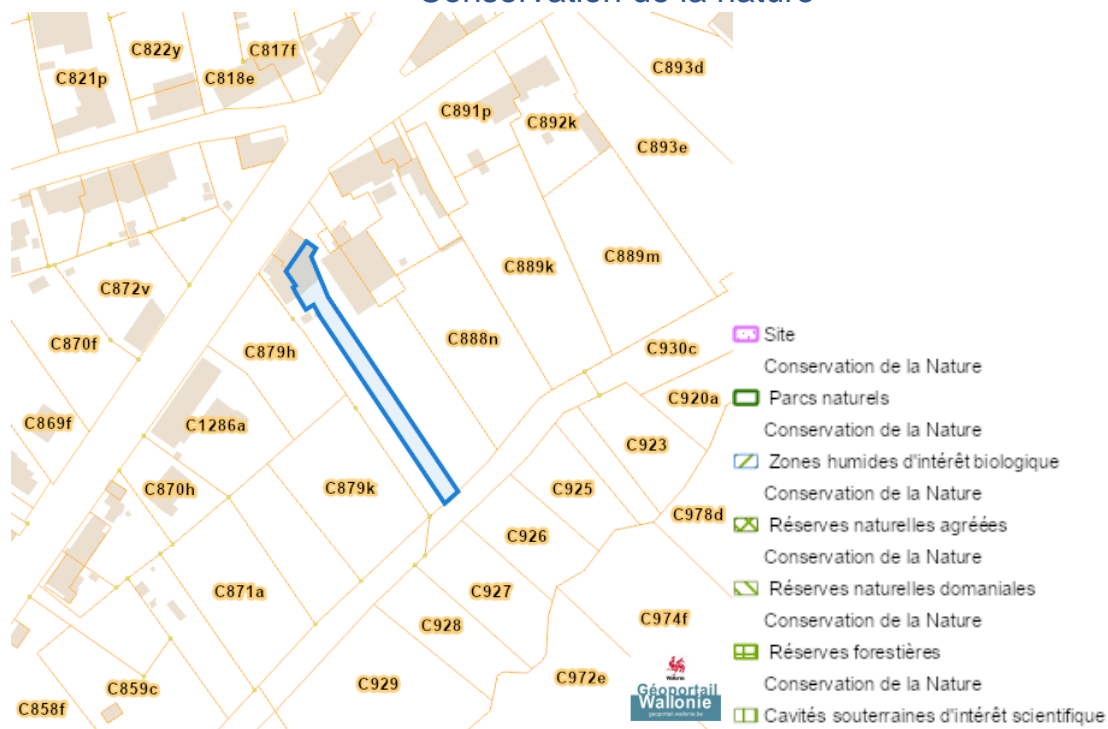 Conservation de la nature
C822y
C817f
C821p
C818e
C893d
C891p
C892k
C893e
C889k
C889m
C872v
C870f
C879h
C888n
C930c
C920a
C869f
C1286a
C923
C870h
C879k
C925
C978d
C926
C871a
C927
C928
C974f
C929
C972e
C859c
C858f
Wallonie
Géoportail
Wallonie
geoportail.wallonie.be
Site
Conservation de la Nature
Parcs naturels
Conservation de la Nature
Zones humides d'intérêt biologique
Conservation de la Nature
Réserves naturelles agréées
Conservation de la Nature
Réserves naturelles domaniales
Conservation de la Nature
Réserves forestières
Conservation de la Nature
Cavités souterraines d'intérêt scientifique